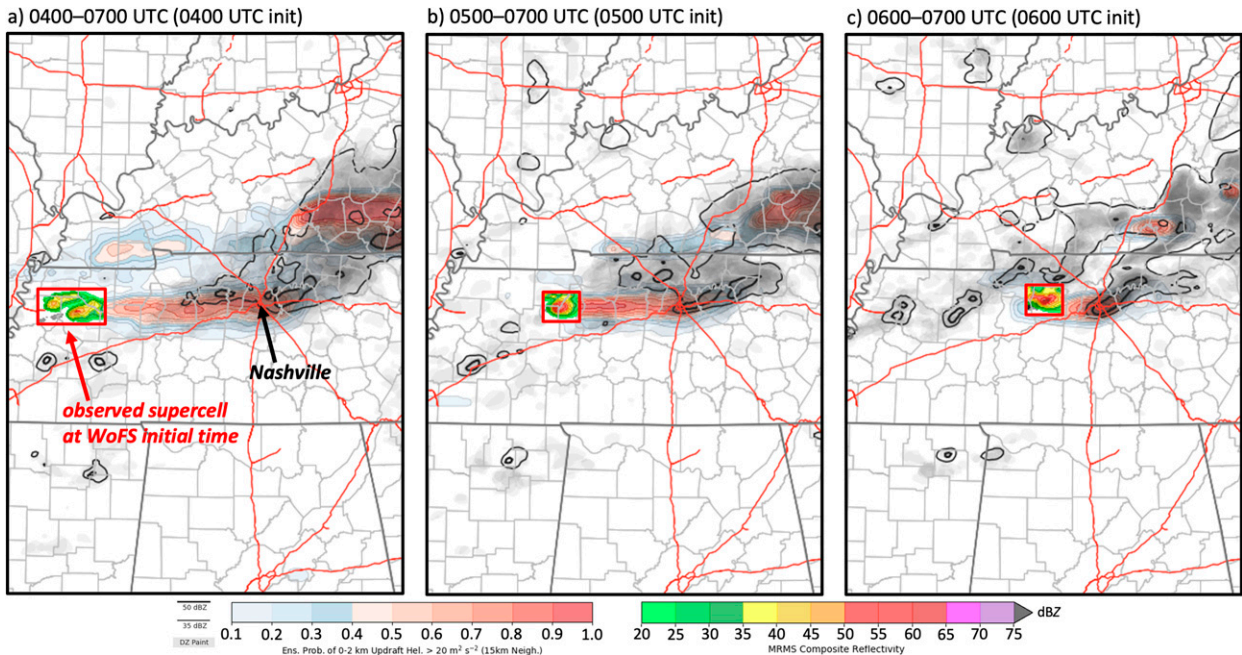 a) 0400–0700 UTC (0400 UTC init)
b) 0500–0700 UTC (0500 UTC init)
c) 0600–0700 UTC (0600 UTC init)
Nashville
observed supercell
at WoFS initial time
50 dBZ
35 dBZ
DZ Paint
0.1 0.2 0.3 0.4 0.5 0.6 0.7 0.8 0.9 1.0
Ens. Prob. of 0-2 km Updraft Hel. > 20 m² s⁻² (15km Neigh.)
20 25 30 35 40 45 50 55 60 65 70 75
dBZ
MRMS Composite Reflectivity